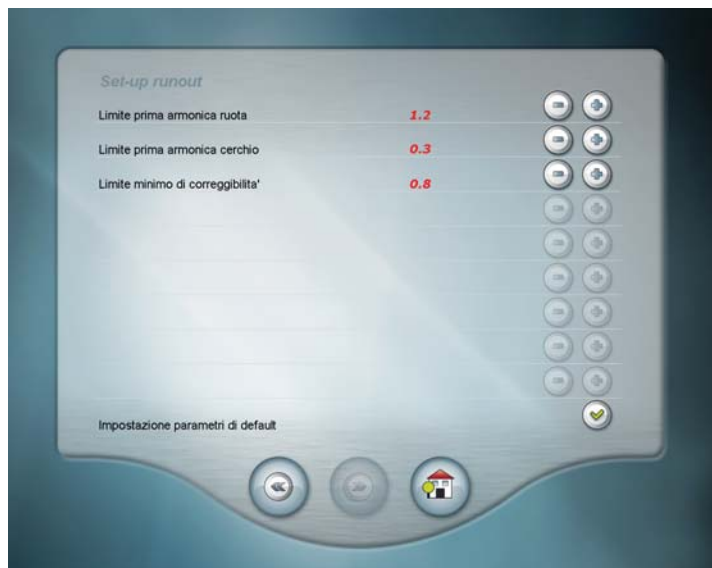 Set-up runout
Limite prima armonica ruota 1.2
Limite prima armonica cerchio 0.3
Limite minimo di correggibilita' 0.8
Impostazione parametri di default